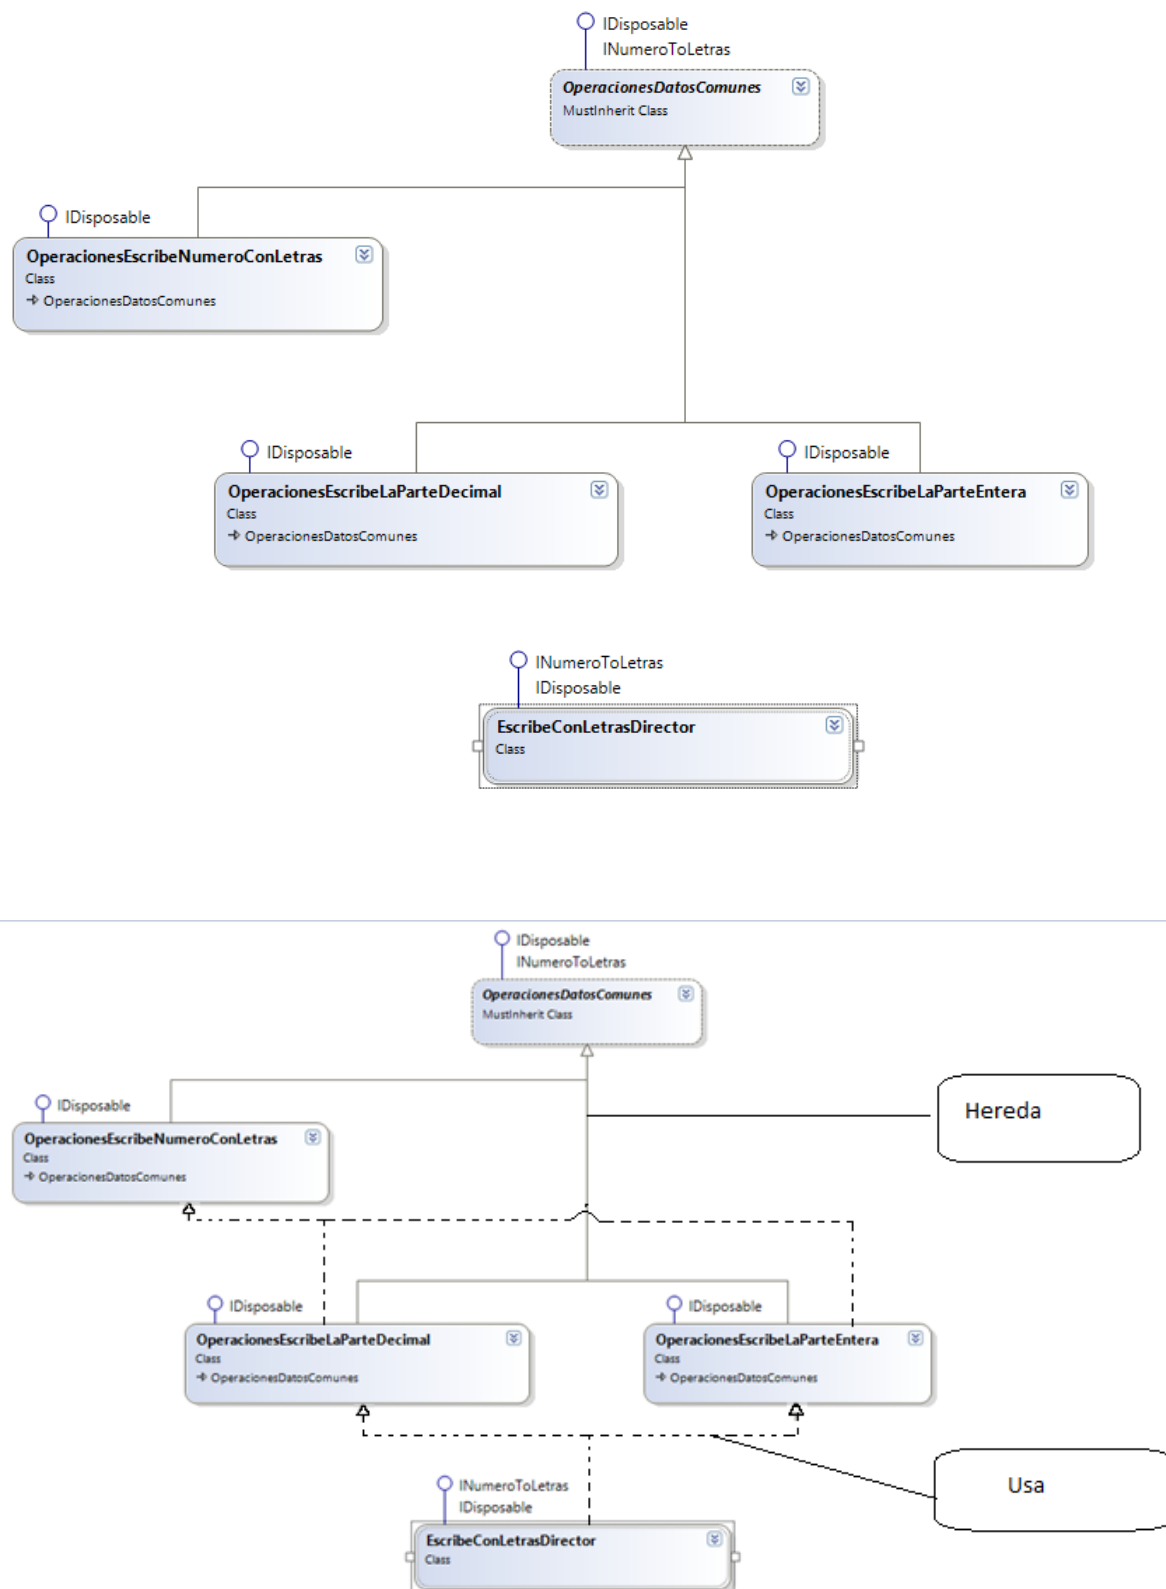 IDisposable
INumeroToLetras
OperacionesDatosComunes
MustInherit Class
IDisposable
OperacionesEscribeNumeroConLetras
Class
OperacionesDatosComunes
IDisposable
OperacionesEscribeLaParteDecimal
Class
OperacionesDatosComunes
IDisposable
OperacionesEscribeLaParteEntera
Class
OperacionesDatosComunes
INumeroToLetras
IDisposable
EscribeConLetrasDirector
Class
IDisposable
INumeroToLetras
OperacionesDatosComunes
MustInherit Class
Hereda
IDisposable
OperacionesEscribeNumeroConLetras
Class
OperacionesDatosComunes
IDisposable
OperacionesEscribeLaParteDecimal
Class
OperacionesDatosComunes
IDisposable
OperacionesEscribeLaParteEntera
Class
OperacionesDatosComunes
Usa
INumeroToLetras
IDisposable
EscribeConLetrasDirector
Class